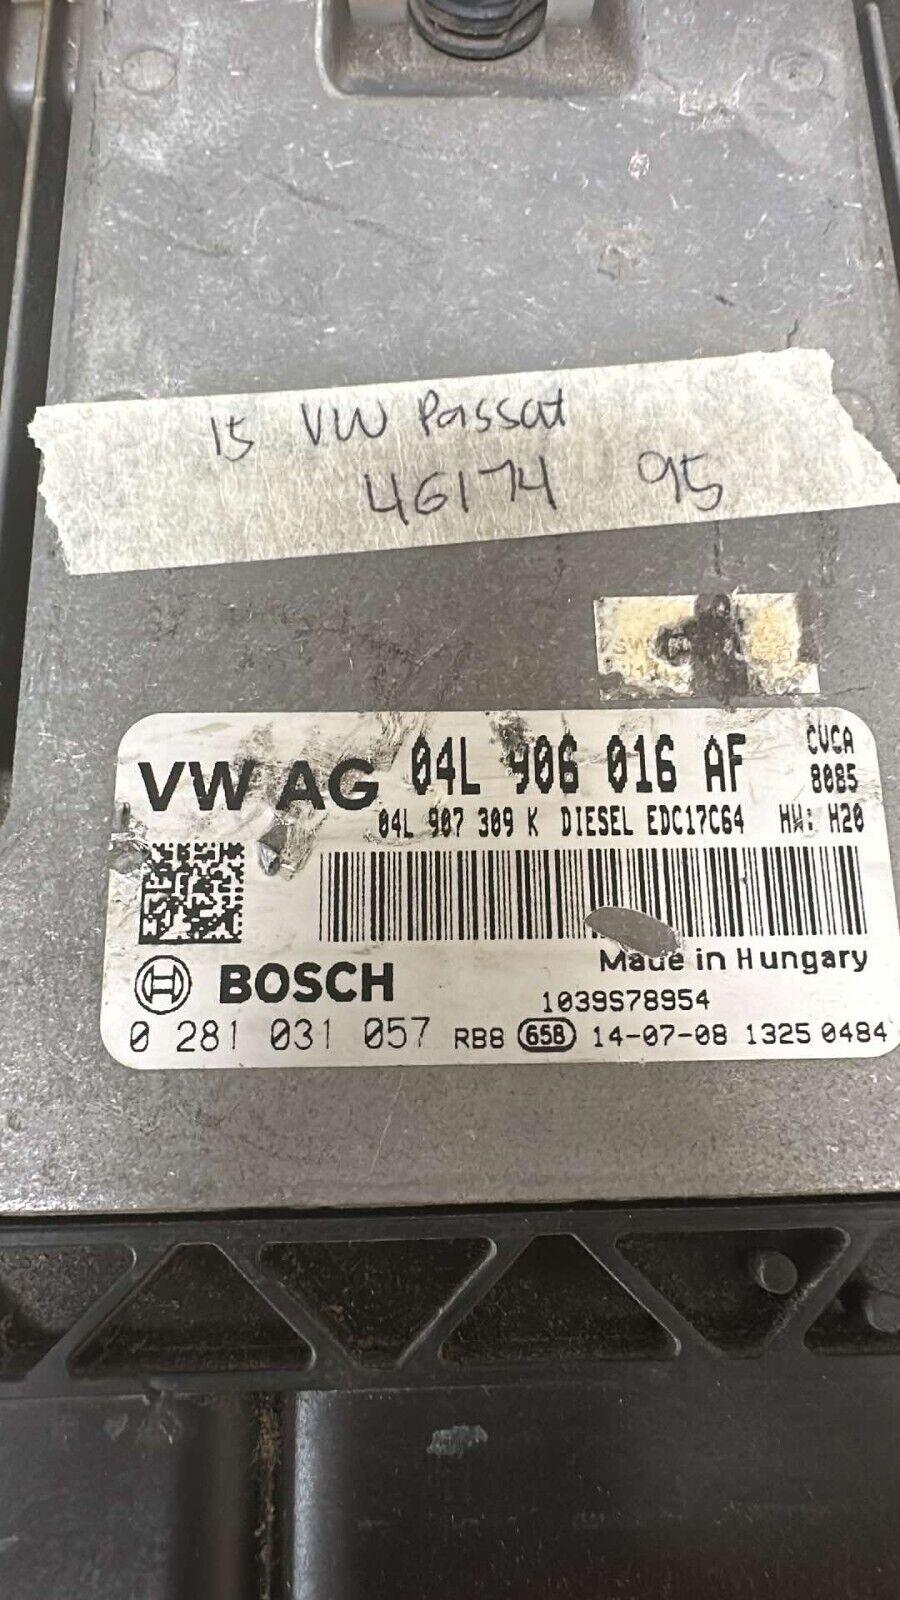 15 VW Passat
46174 95
VW AG 04L 906 016 AF CVCA
8085
04L 907 309 K DIESEL EDC17C64 HW: H20
BOSCH Made in Hungary
1039S78954
0 281 031 057 RB8 658 14-07-08 1325 0484